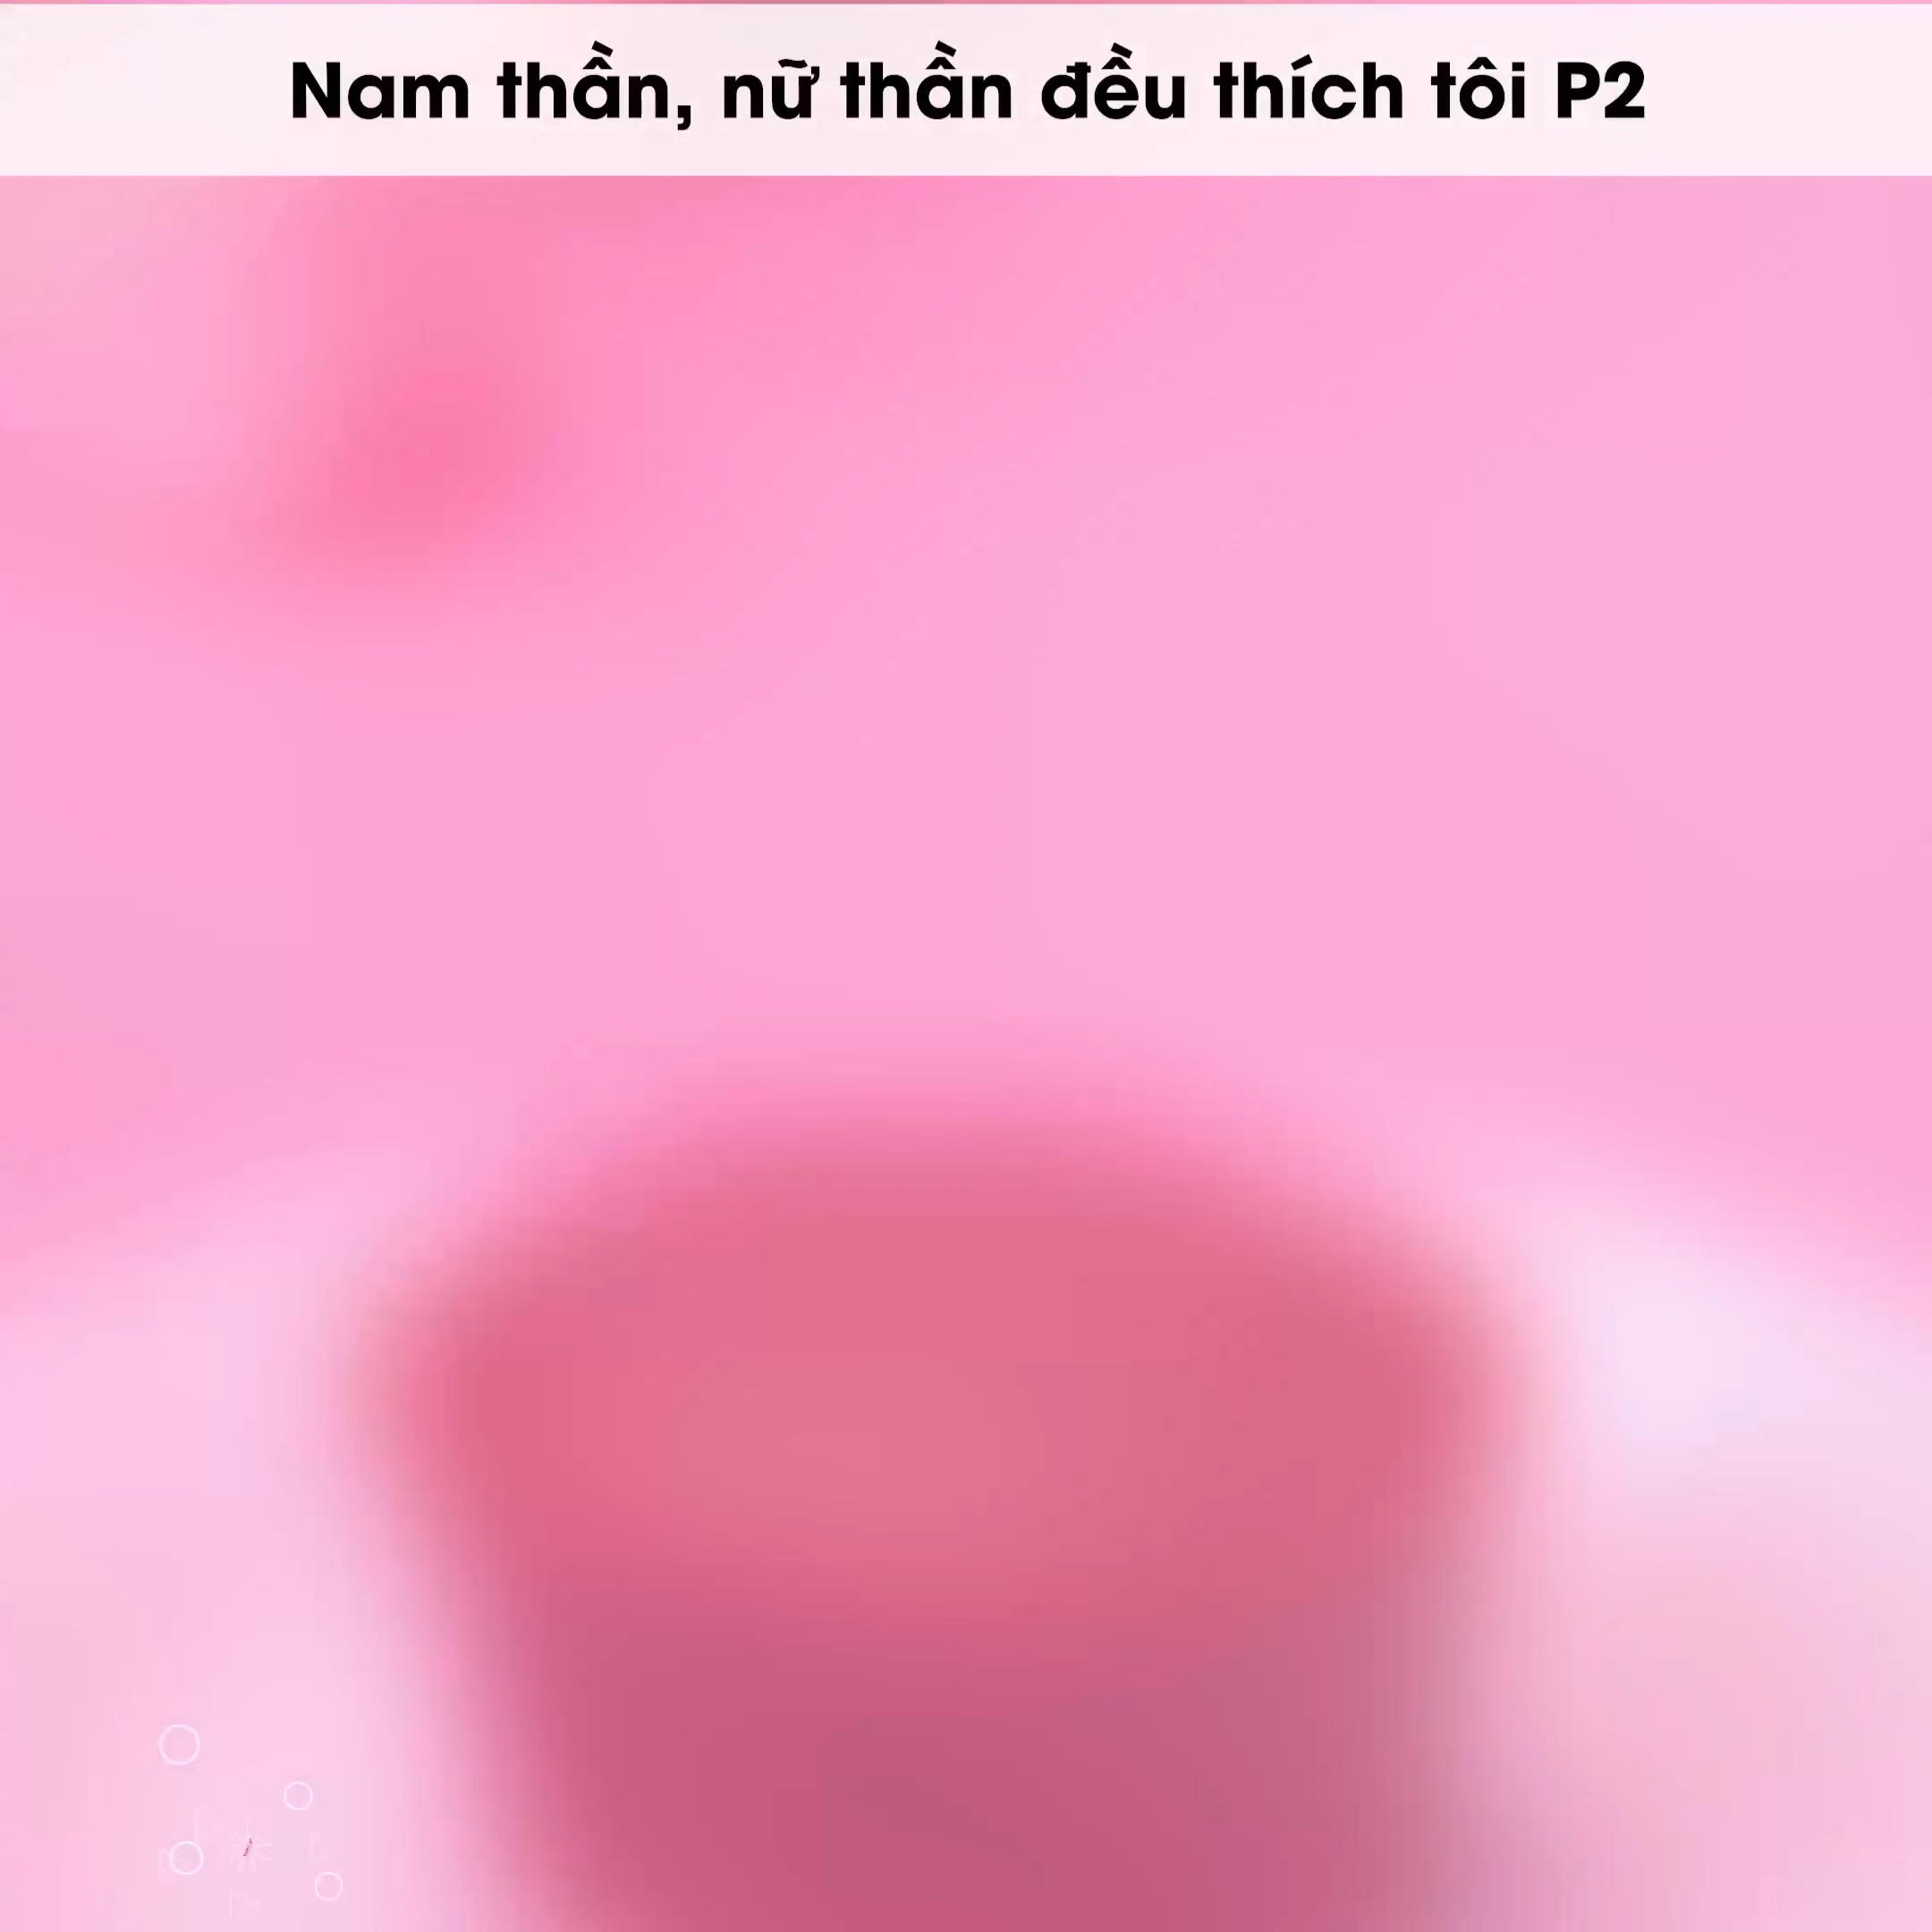 Nam thần, nữ thần đều thích tôi P2